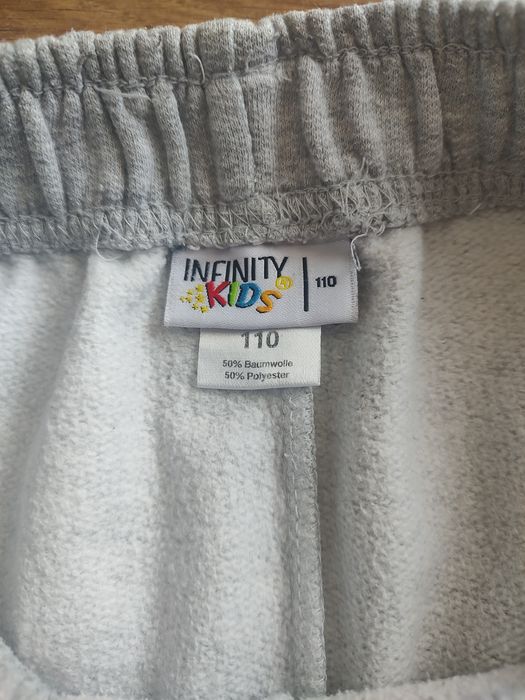 INFINITY
KIDS
110
110
50% Baumwolle
50% Polyester